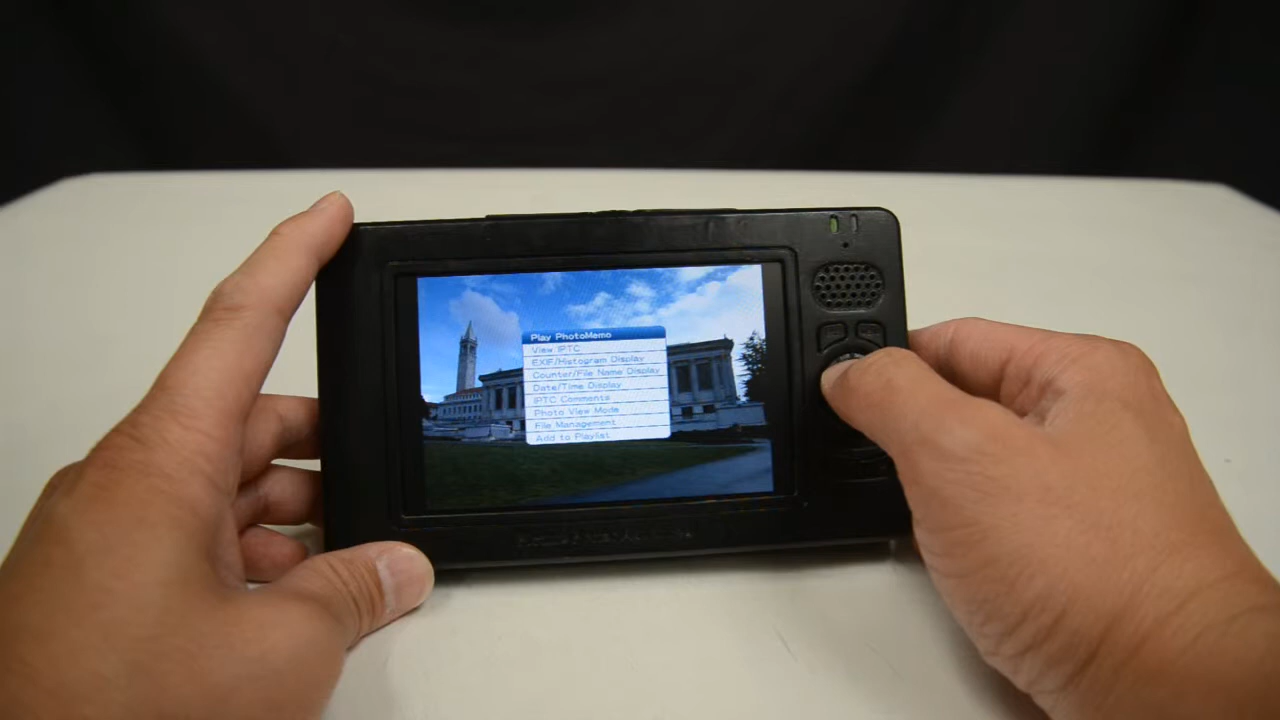 Play PhotoMemo
View IPTC
EXIF/Histogram Display
Counter/File Name Display
Date/Time Display
IPTC Comments
Photo View Mode
File Management
Add to Playlist